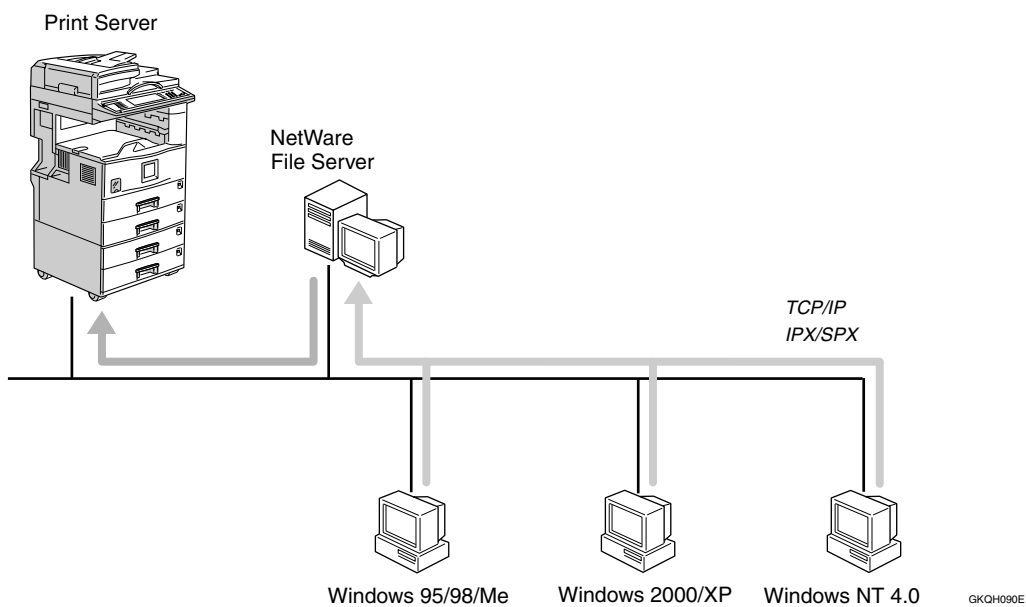 Print Server
NetWare
File Server
TCP/IP
IPX/SPX
Windows 95/98/Me
Windows 2000/XP
Windows NT 4.0
GKQH090E